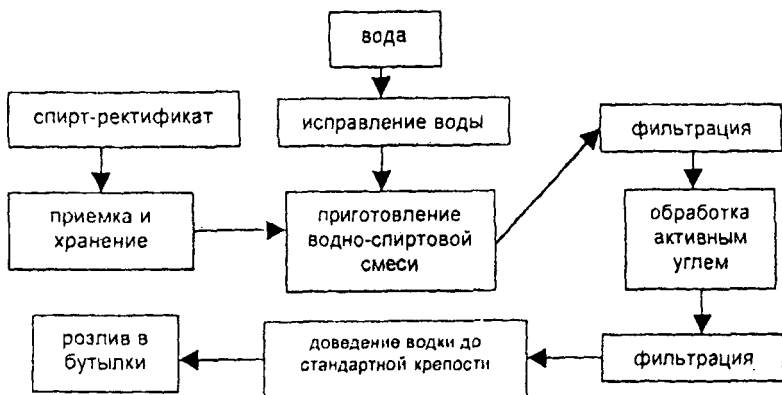 вода
спирт-ректификат
исправление воды
фильтрация
приемка и
хранение
приготовление
водно-спиртовой
смеси
обработка
активным
углем
розлив в
бутылки
доведение водки до
стандартной крепости
фильтрация